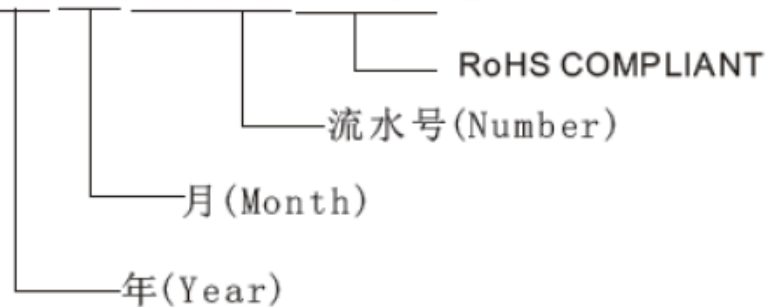 RoHS COMPLIANT
流水号(Number)
月(Month)
年(Year)